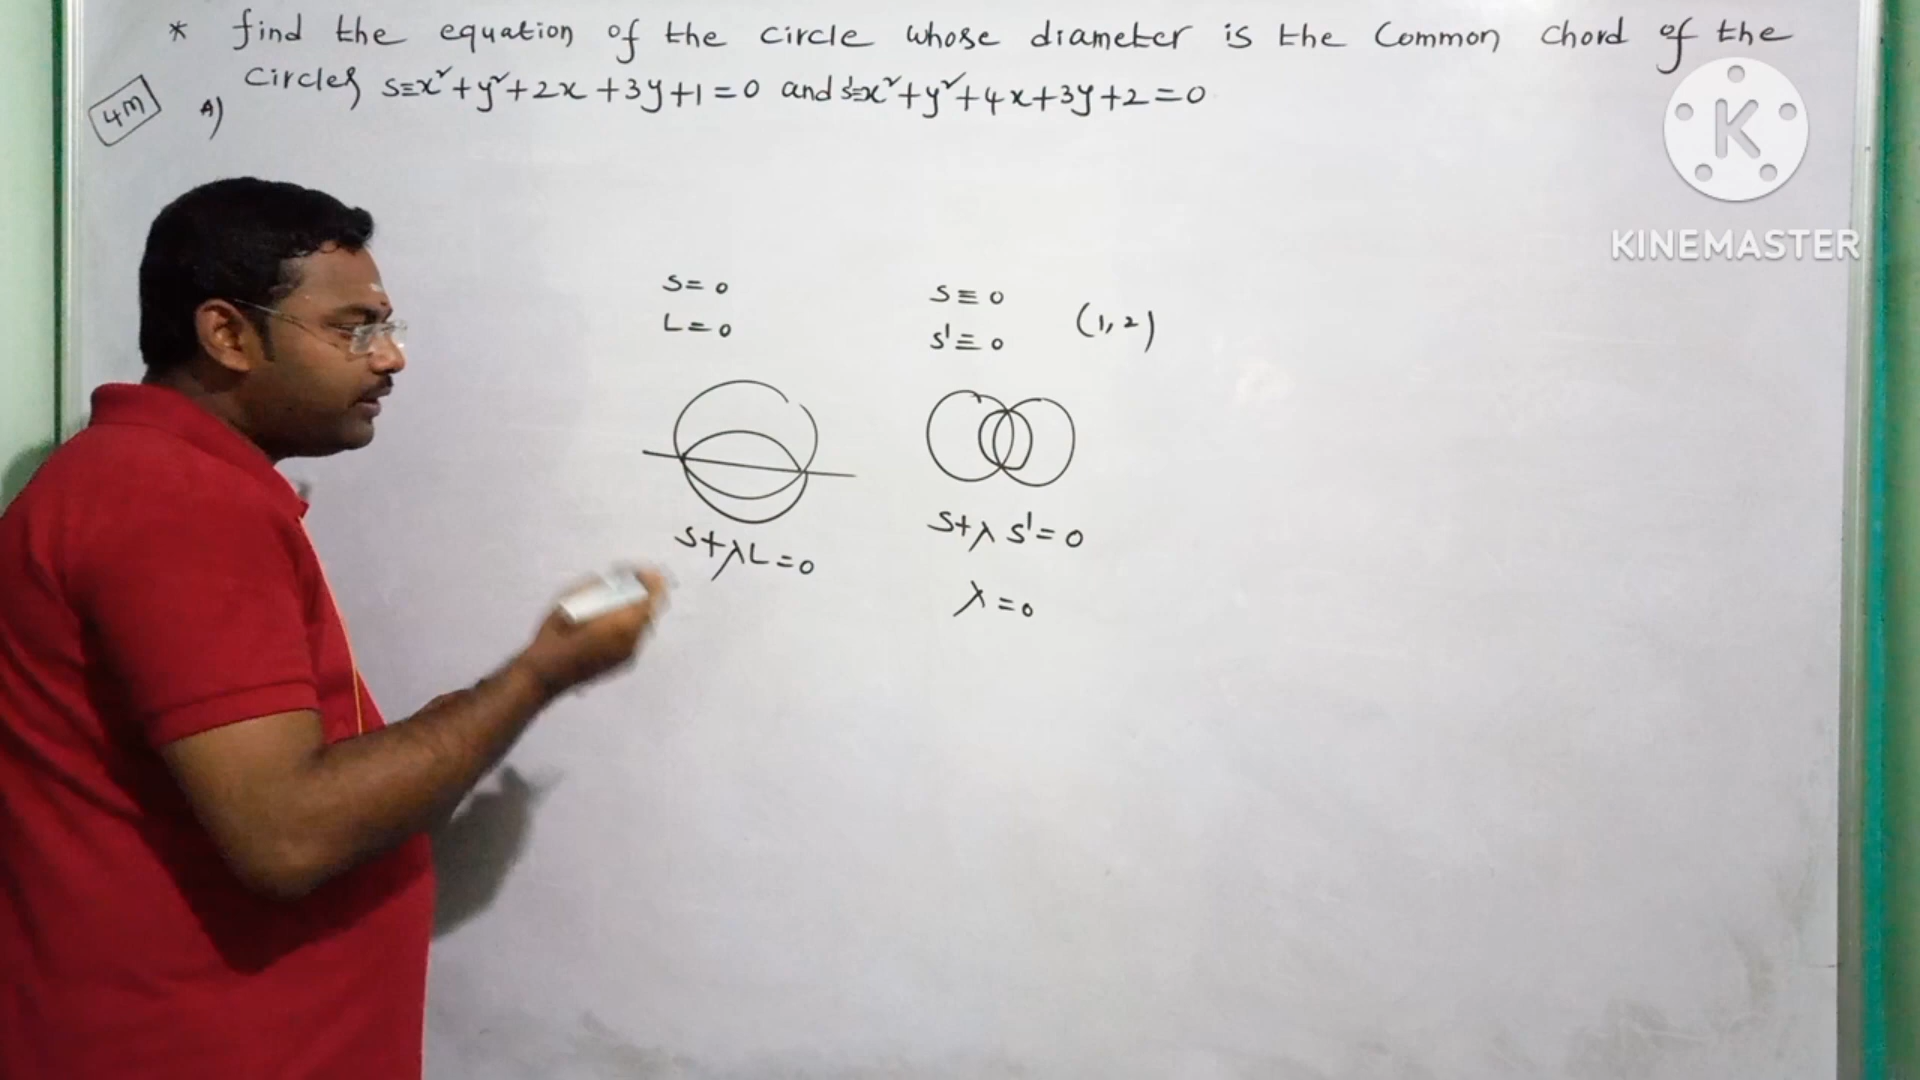 * find the equation of the circle whose diameter is the Common chord of the
circles S≡x²+y²+2x+3y+1=0 and S'≡x²+y²+4x+3y+2=0
4M A)
K
KINEMASTER
S=0
L=0
S+λL=0
S≡0
S'≡0
(1,2)
S+λS'=0
λ=0